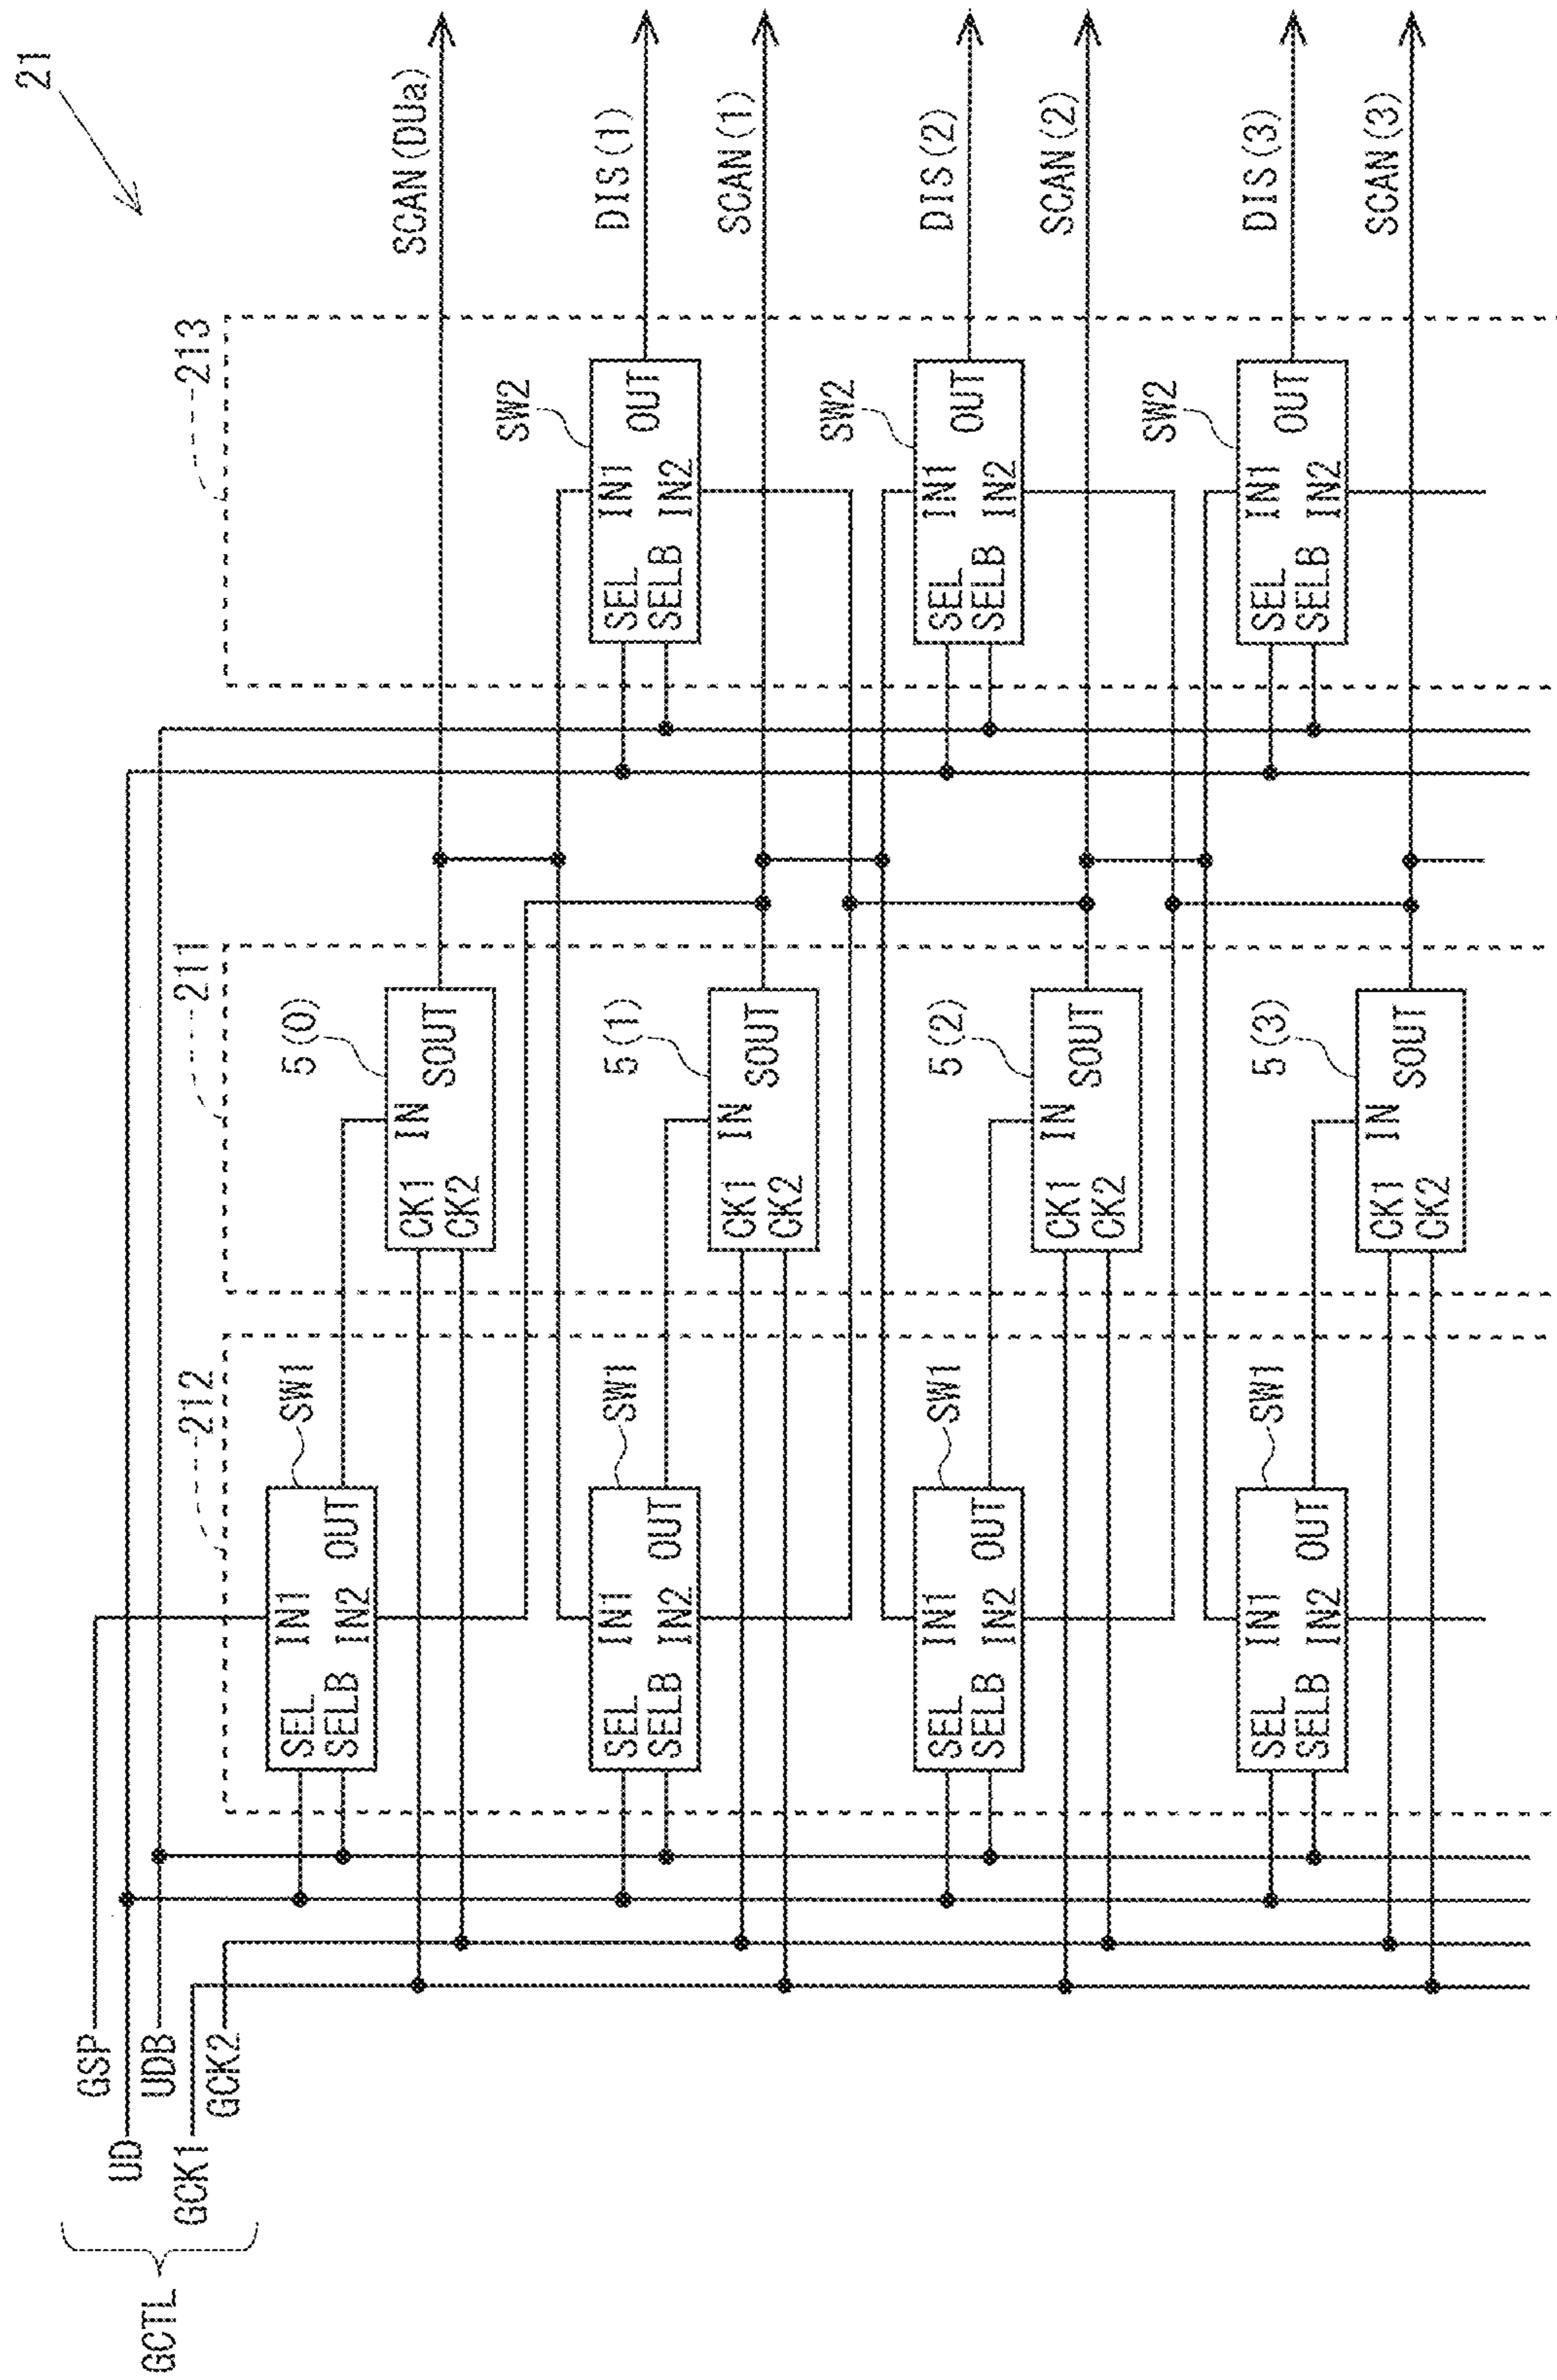 21
213
SCAN(DUa)
SW2
IN1
OUT
SEL
SELB
IN2
DIS(1)
SCAN(1)
SW2
IN1
OUT
SEL
SELB
IN2
DIS(2)
SCAN(2)
SW2
IN1
OUT
SEL
SELB
IN2
DIS(3)
SCAN(3)
211
5(0)
IN
CK1
SOUT
CK2
5(1)
IN
CK1
SOUT
CK2
5(2)
IN
CK1
SOUT
CK2
5(3)
IN
CK1
SOUT
CK2
212
SW1
IN1
SEL
SELB
IN2
OUT
SW1
IN1
SEL
SELB
IN2
OUT
SW1
IN1
SEL
SELB
IN2
OUT
SW1
IN1
SEL
SELB
IN2
OUT
GCTL
GSP
UD
UDB
GCK1
GCK2